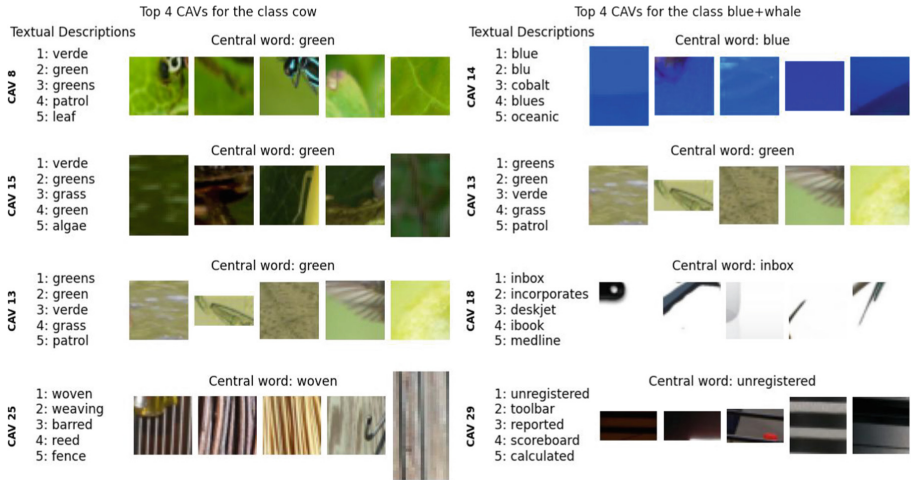 Top 4 CAVs for the class cow
Textual Descriptions
CAV 8
Central word: green
1: verde
2: green
3: greens
4: patrol
5: leaf
CAV 15
Central word: green
1: verde
2: greens
3: grass
4: green
5: algae
CAV 13
Central word: green
1: greens
2: green
3: verde
4: grass
5: patrol
CAV 25
Central word: woven
1: woven
2: weaving
3: barred
4: reed
5: fence
Top 4 CAVs for the class blue+whale
Textual Descriptions
CAV 14
Central word: blue
1: blue
2: blu
3: cobalt
4: blues
5: oceanic
CAV 13
Central word: green
1: greens
2: green
3: verde
4: grass
5: patrol
CAV 18
Central word: inbox
1: inbox
2: incorporates
3: deskjet
4: ibook
5: medline
CAV 29
Central word: unregistered
1: unregistered
2: toolbar
3: reported
4: scoreboard
5: calculated